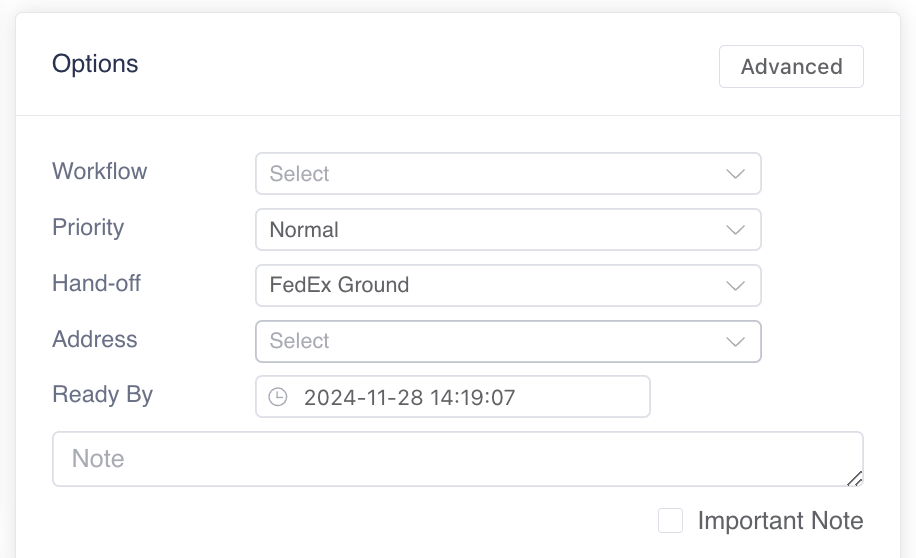 Options
Advanced
Workflow
Select
Priority
Normal
Hand-off
FedEx Ground
Address
Select
Ready By
2024-11-28 14:19:07
Note
Important Note